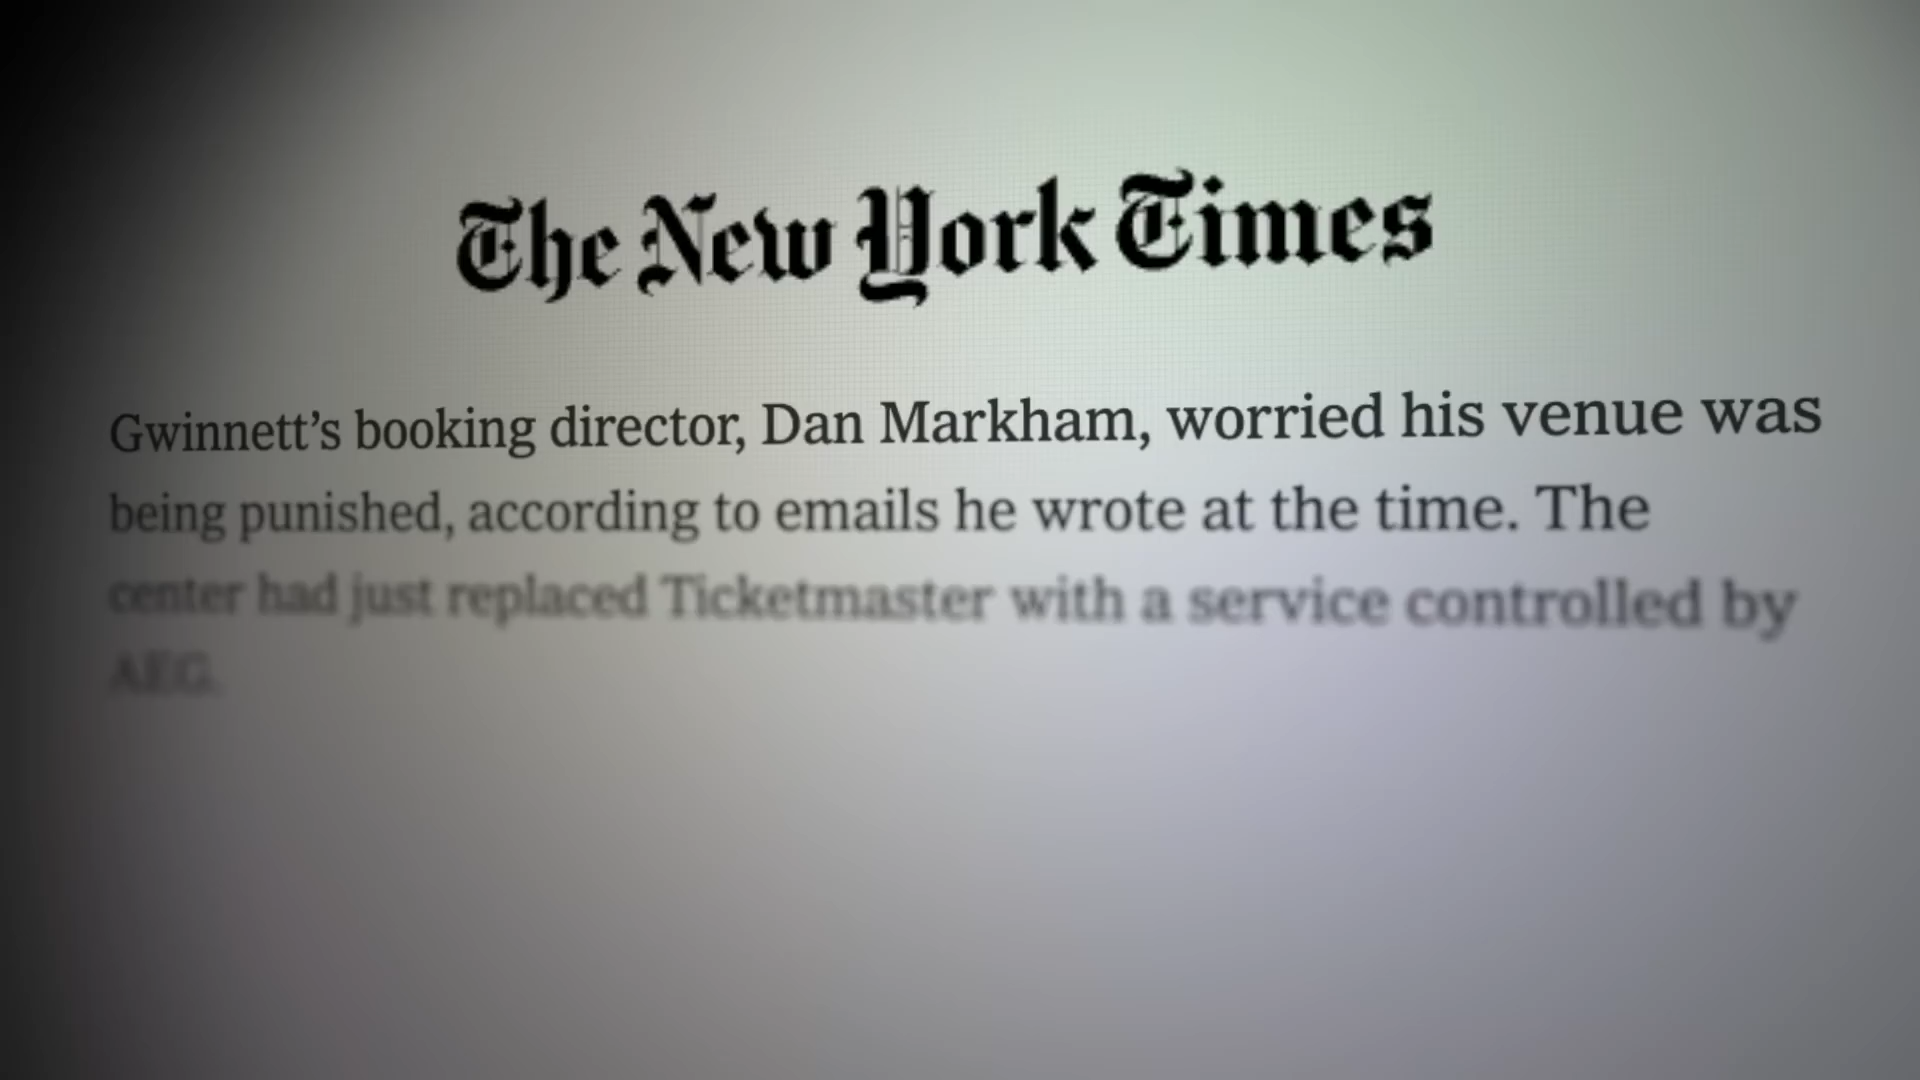 The New York Times
Gwinnett’s booking director, Dan Markham, worried his venue was
being punished, according to emails he wrote at the time. The
center had just replaced Ticketmaster with a service controlled by
AEG.